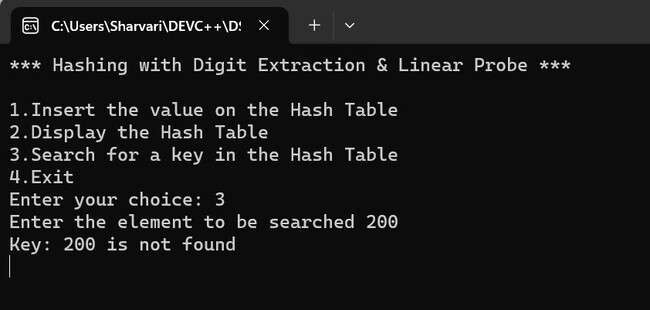 C:\Users\Sharvari\DEVC++\DS
*** Hashing with Digit Extraction & Linear Probe ***
1.Insert the value on the Hash Table
2.Display the Hash Table
3.Search for a key in the Hash Table
4.Exit
Enter your choice: 3
Enter the element to be searched 200
Key: 200 is not found